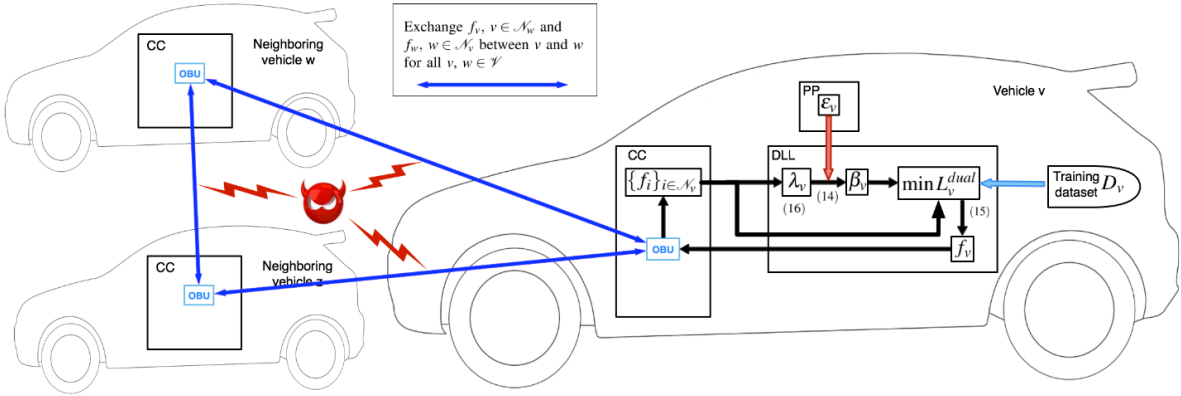 CC
Neighboring
vehicle w
OBU
Exchange f_v, v ∈ 𝒩_w and
f_w, w ∈ 𝒩_v between v and w
for all v, w ∈ 𝒱
Vehicle v
PP
ε_v
CC
DLL
{f_i}_{i∈𝒩_v}
λ_v
β_v
min L_v^{dual}
Training
dataset D_v
(16)
(14)
(15)
OBU
f_v
CC
Neighboring
vehicle z
OBU